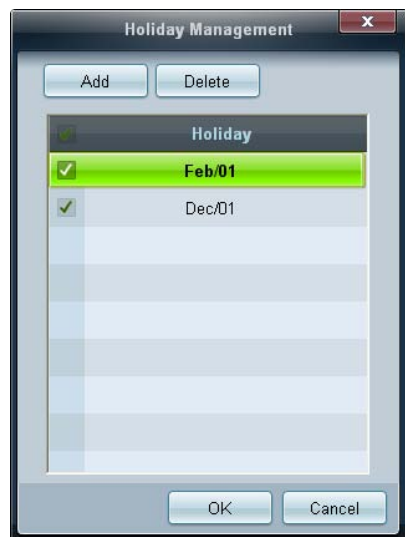 Holiday Management
x
Add Delete
Holiday
Feb/01
Dec/01
OK Cancel